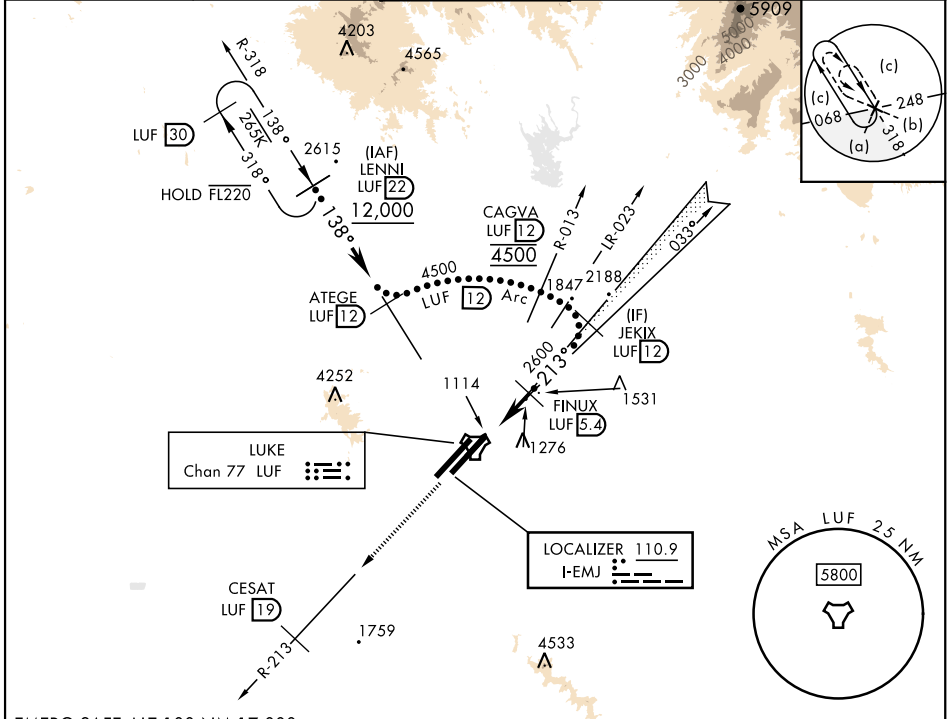 5909
5000
4000
3000
4203
4565
R-318
138°
265K
318°
LUF 30
HOLD FL220
2615
(IAF)
LENNI
LUF 22
12,000
138°
(c)
(c)
068
248
(b)
(a)
318
CAGVA
LUF 12
4500
R-013
LR-023
033°
ATEGE
LUF 12
4500
LUF 12 Arc
1847
2188
(IF)
JEKIX
LUF 12
2600
213°
4252
1114
FINUX
LUF 5.4
1531
1276
LUKE
Chan 77 LUF
LOCALIZER 110.9
I-EMJ
MSA LUF 25 NM
5800
CESAT
LUF 19
R-213
1759
4533